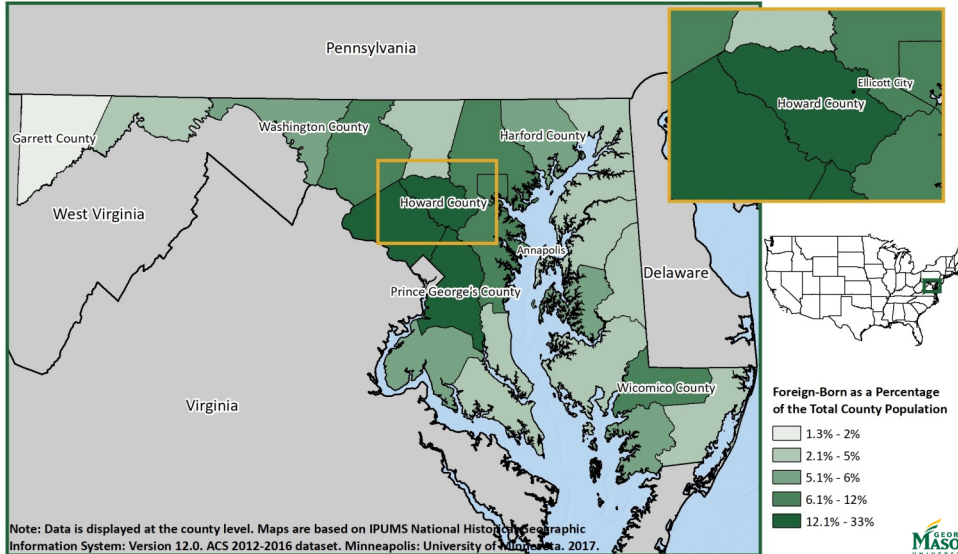 Pennsylvania
Ellicott City
Howard County
Garrett County
Washington County
Harford County
Howard County
West Virginia
Annapolis
Delaware
Prince George's County
Virginia
Wicomico County
Foreign-Born as a Percentage
of the Total County Population
1.3% - 2%
2.1% - 5%
5.1% - 6%
6.1% - 12%
12.1% - 33%
Note: Data is displayed at the county level. Maps are based on IPUMS National Historical Geographic
Information System: Version 12.0. ACS 2012-2016 dataset. Minneapolis: University of Minnesota. 2017.